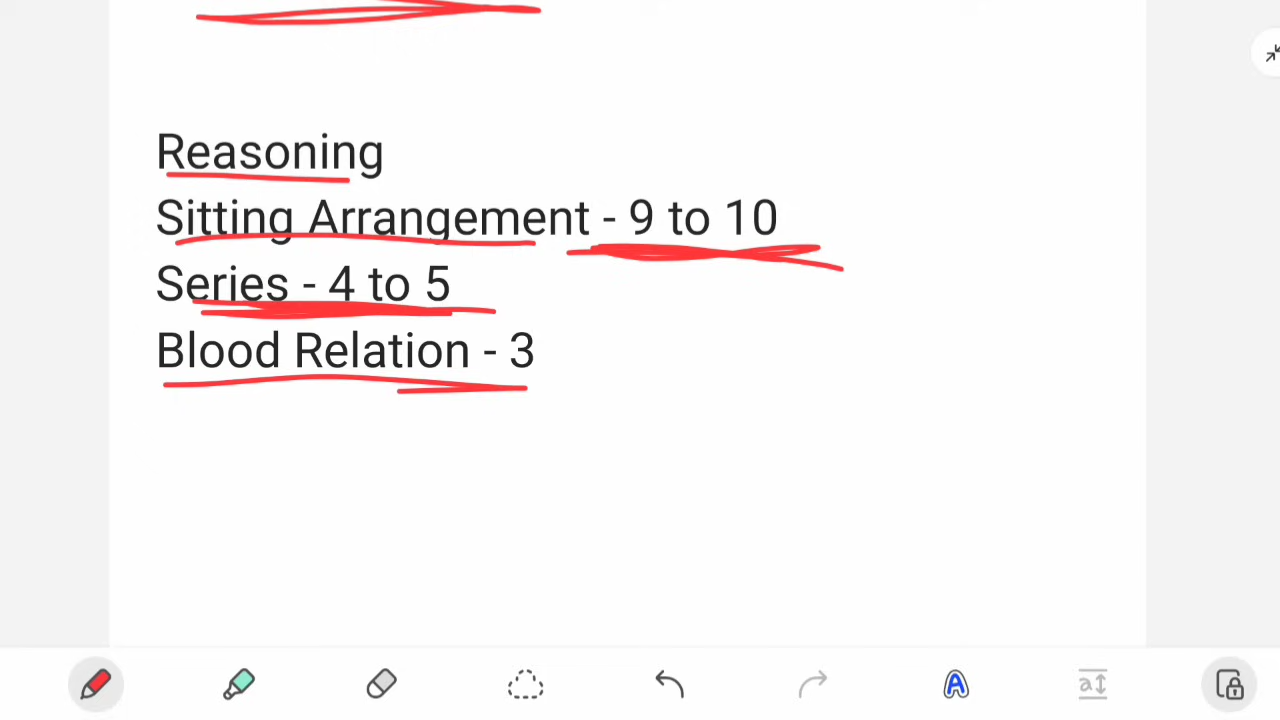 Reasoning
Sitting Arrangement - 9 to 10
Series - 4 to 5
Blood Relation - 3
A
a